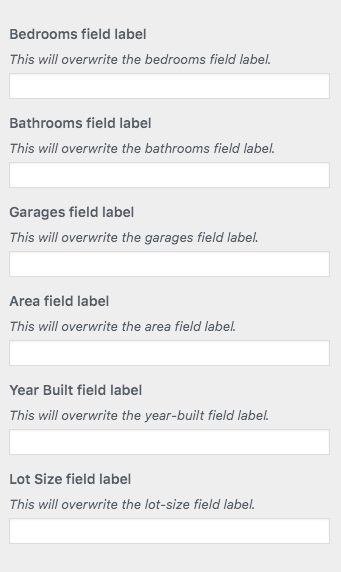 Bedrooms field label
This will overwrite the bedrooms field label.
Bathrooms field label
This will overwrite the bathrooms field label.
Garages field label
This will overwrite the garages field label.
Area field label
This will overwrite the area field label.
Year Built field label
This will overwrite the year-built field label.
Lot Size field label
This will overwrite the lot-size field label.